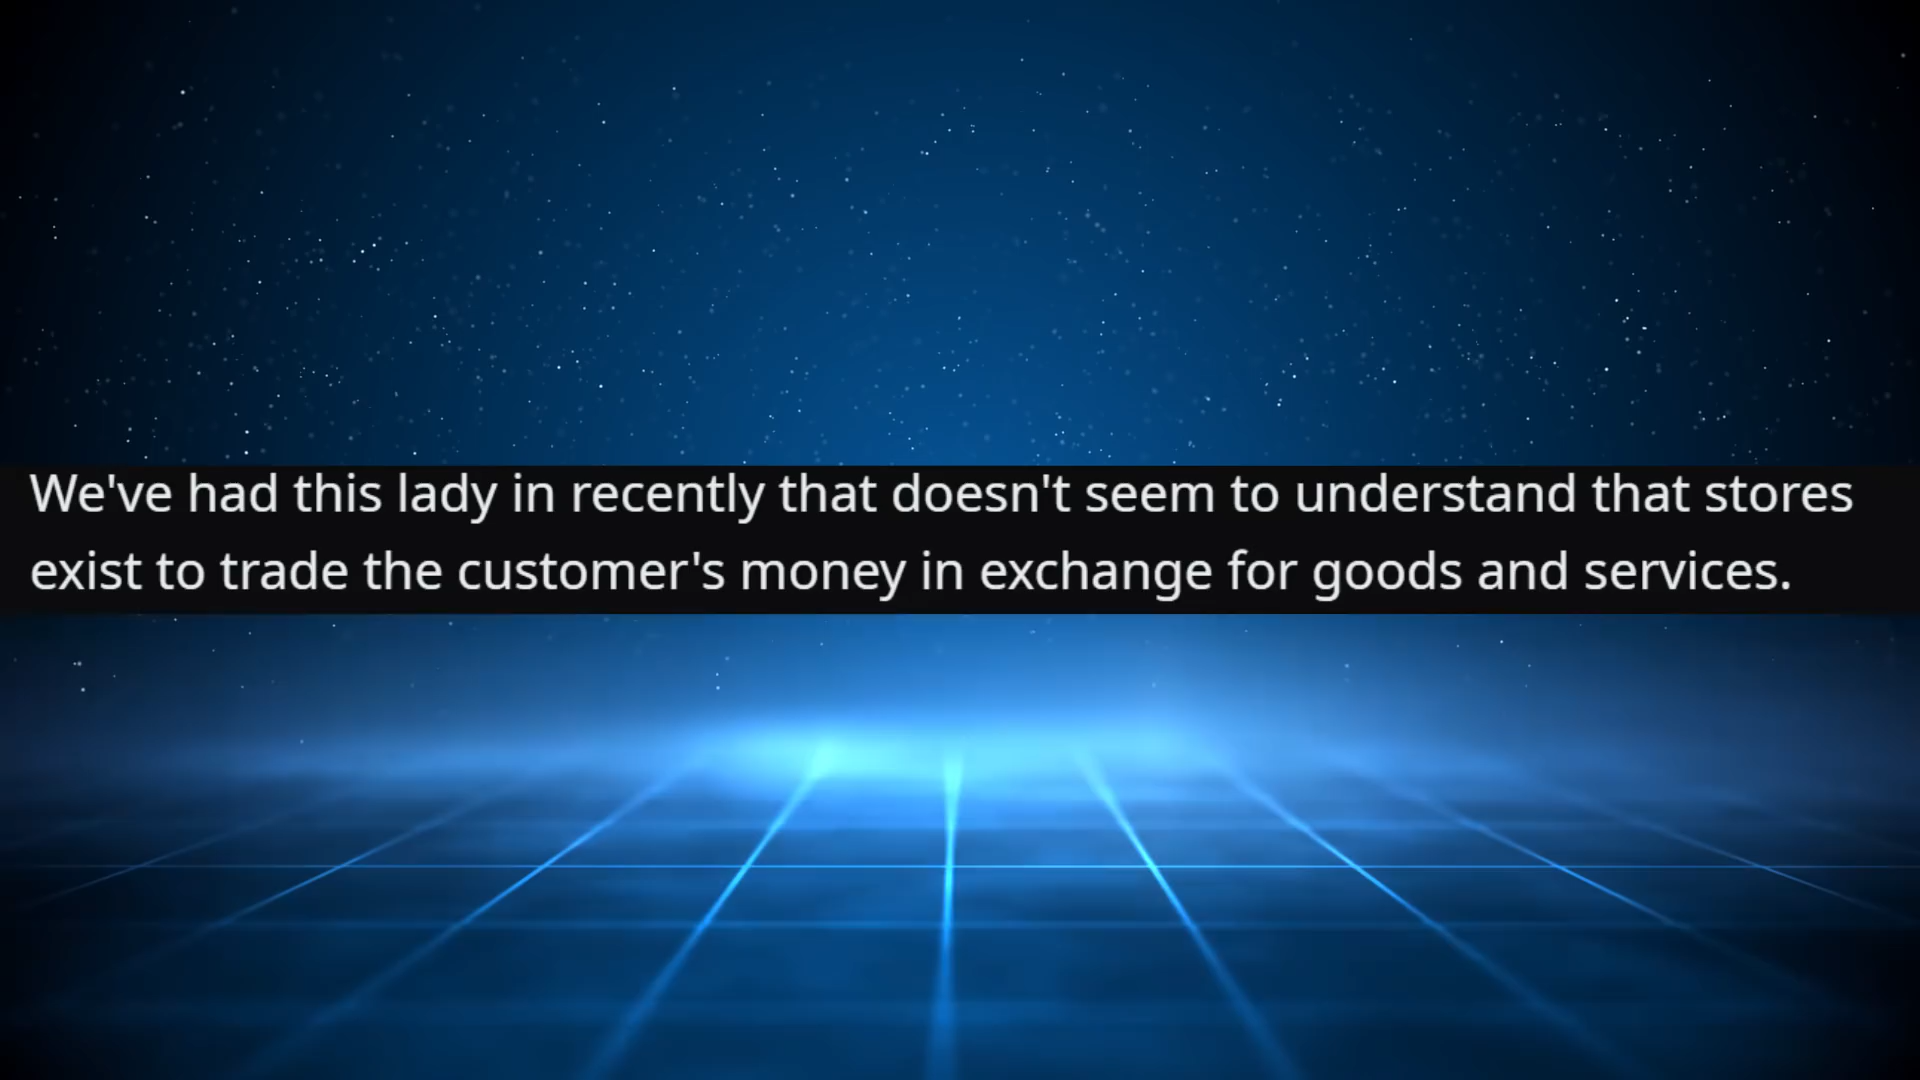 We've had this lady in recently that doesn't seem to understand that stores
exist to trade the customer's money in exchange for goods and services.